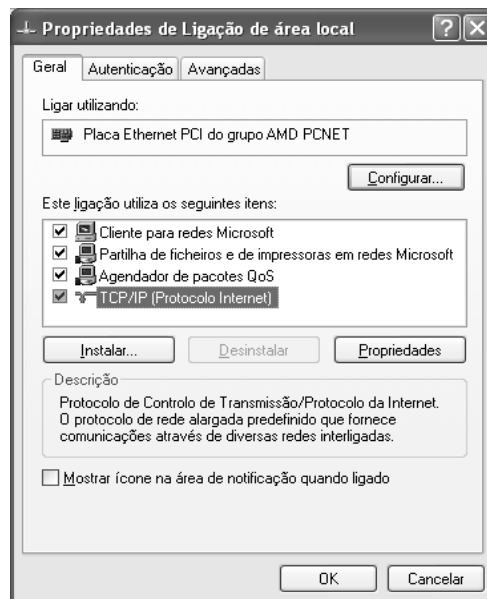 Propriedades de Ligação de área local
Geral Autenticação Avançadas
Ligar utilizando:
Placa Ethernet PCI do grupo AMD PCNET
Configurar...
Este ligação utiliza os seguintes itens:
Cliente para redes Microsoft
Partilha de ficheiros e de impressoras em redes Microsoft
Agendador de pacotes QoS
TCP/IP (Protocolo Internet)
Instalar... Desinstalar Propriedades
Descrição
Protocolo de Controlo de Transmissão/Protocolo da Internet.
O protocolo de rede alargada predefinido que fornece
comunicações através de diversas redes interligadas.
Mostrar ícone na área de notificação quando ligado
OK Cancelar